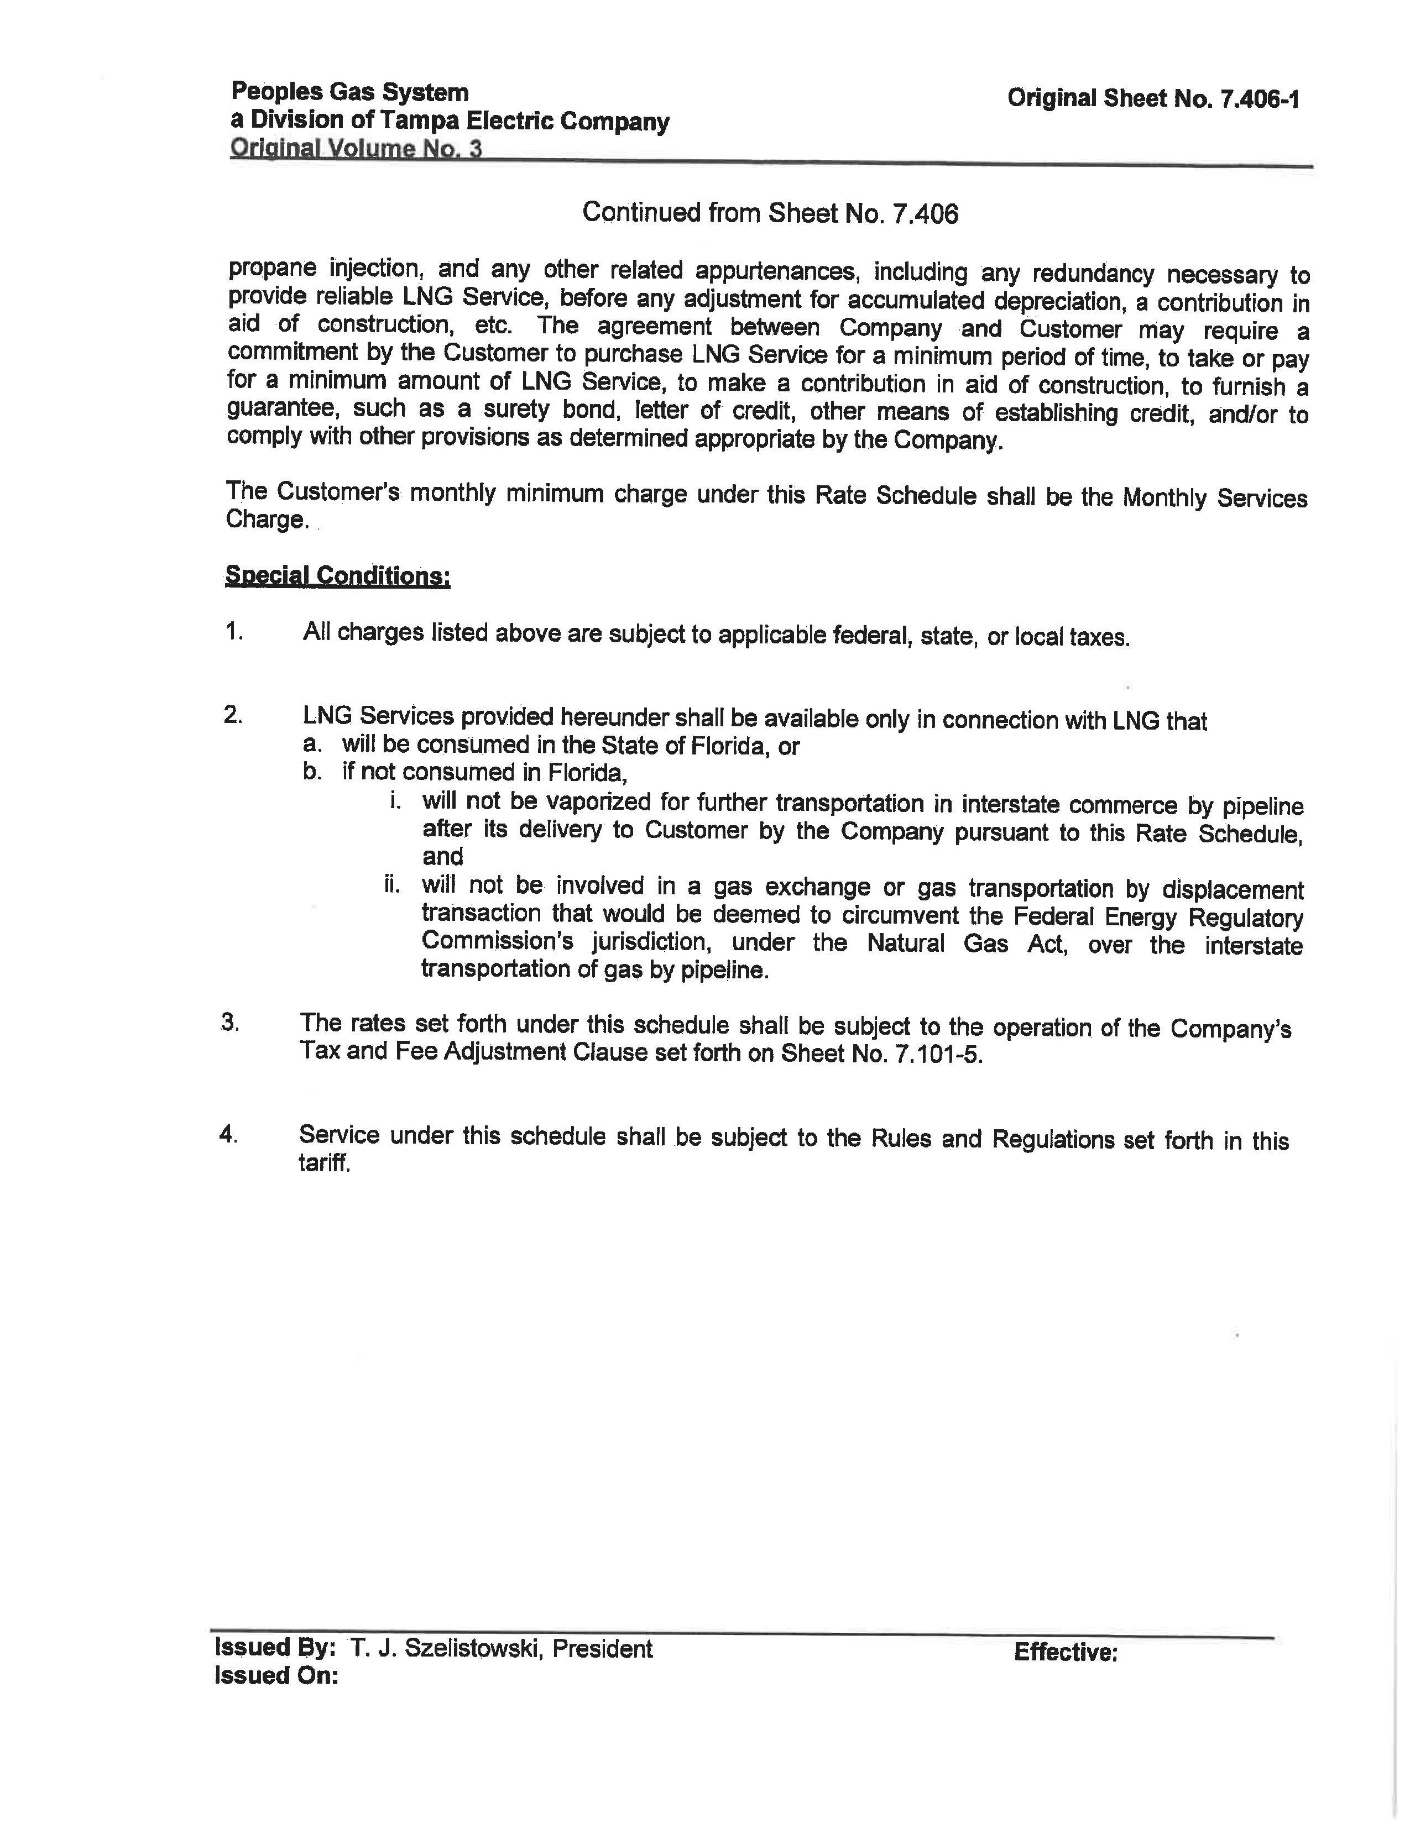 Peoples Gas System
a Division of Tampa Electric Company
Original Volume No. 3
Original Sheet No. 7.406-1
Continued from Sheet No. 7.406
propane injection, and any other related appurtenances, including any redundancy necessary to
provide reliable LNG Service, before any adjustment for accumulated depreciation, a contribution in
aid of construction, etc. The agreement between Company and Customer may require a
commitment by the Customer to purchase LNG Service for a minimum period of time, to take or pay
for a minimum amount of LNG Service, to make a contribution in aid of construction, to furnish a
guarantee, such as a surety bond, letter of credit, other means of establishing credit, and/or to
comply with other provisions as determined appropriate by the Company.
The Customer's monthly minimum charge under this Rate Schedule shall be the Monthly Services
Charge.
Special Conditions:
1. All charges listed above are subject to applicable federal, state, or local taxes.
2. LNG Services provided hereunder shall be available only in connection with LNG that
a. will be consumed in the State of Florida, or
b. if not consumed in Florida,
i. will not be vaporized for further transportation in interstate commerce by pipeline
after its delivery to Customer by the Company pursuant to this Rate Schedule,
and
ii. will not be involved in a gas exchange or gas transportation by displacement
transaction that would be deemed to circumvent the Federal Energy Regulatory
Commission's jurisdiction, under the Natural Gas Act, over the interstate
transportation of gas by pipeline.
3. The rates set forth under this schedule shall be subject to the operation of the Company's
Tax and Fee Adjustment Clause set forth on Sheet No. 7.101-5.
4. Service under this schedule shall be subject to the Rules and Regulations set forth in this
tariff.
Issued By: T. J. Szelistowski, President
Issued On:
Effective: